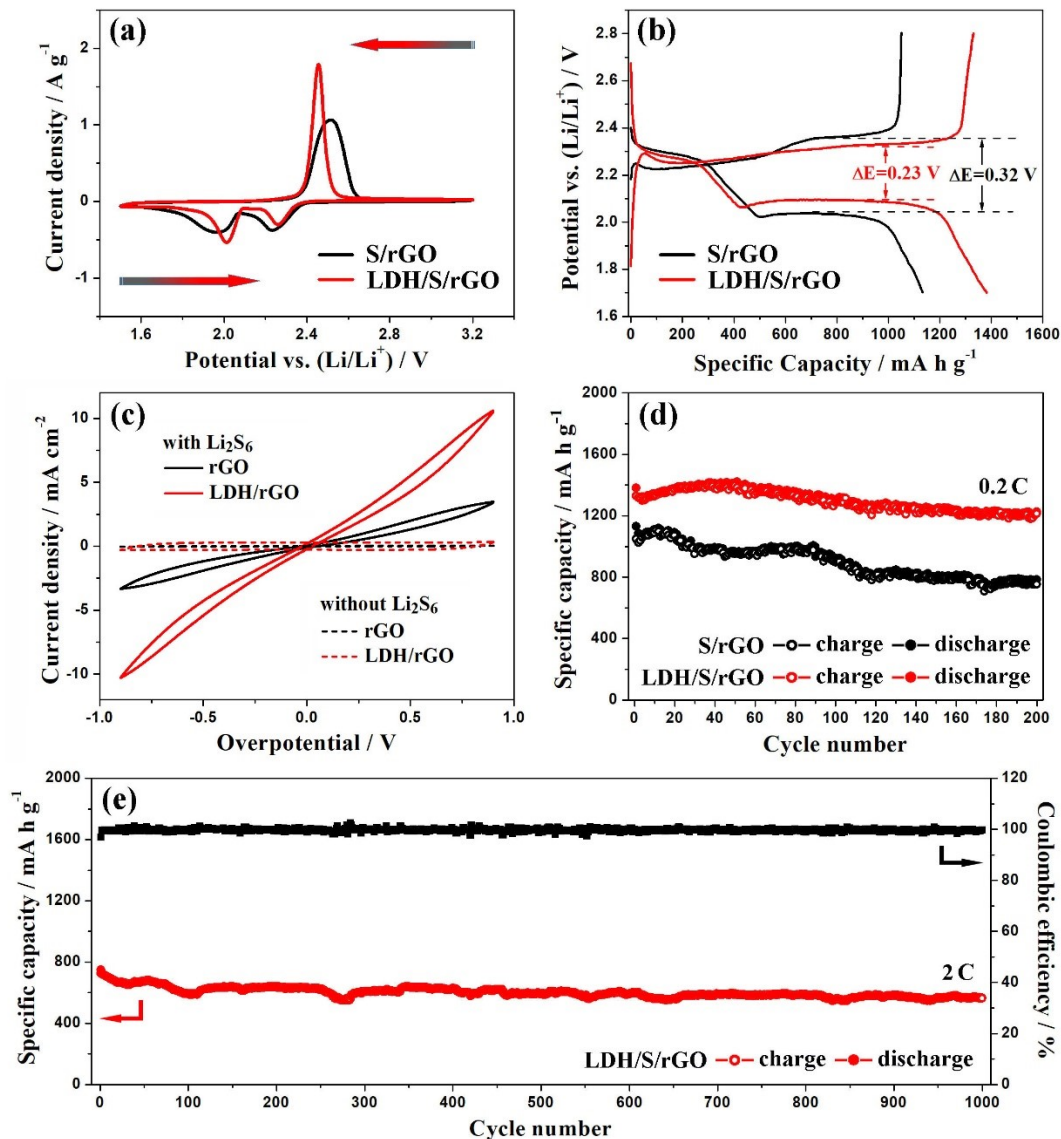 (a)
Current density / A g⁻¹
2
1
0
-1
S/rGO
LDH/S/rGO
1.6 2.0 2.4 2.8 3.2
Potential vs. (Li/Li⁺) / V
(b)
Potential vs. (Li/Li⁺) / V
2.8
2.4
2.0
1.6
ΔE=0.23 V
ΔE=0.32 V
S/rGO
LDH/S/rGO
0 200 400 600 800 1000 1200 1400 1600
Specific Capacity / mA h g⁻¹
(c)
Current density / mA cm⁻²
10
5
0
-5
-10
with Li₂S₆
rGO
LDH/rGO
without Li₂S₆
rGO
LDH/rGO
-1.0 -0.5 0.0 0.5 1.0
Overpotential / V
(d)
Specific capacity / mA h g⁻¹
2000
1600
1200
800
400
0
0.2 C
S/rGO charge discharge
LDH/S/rGO charge discharge
0 20 40 60 80 100 120 140 160 180 200
Cycle number
(e)
Specific capacity / mA h g⁻¹
2000
1600
1200
800
400
0
2 C
LDH/S/rGO charge discharge
120
100
80
60
40
20
0
Coulombic efficiency / %
0 100 200 300 400 500 600 700 800 900 1000
Cycle number